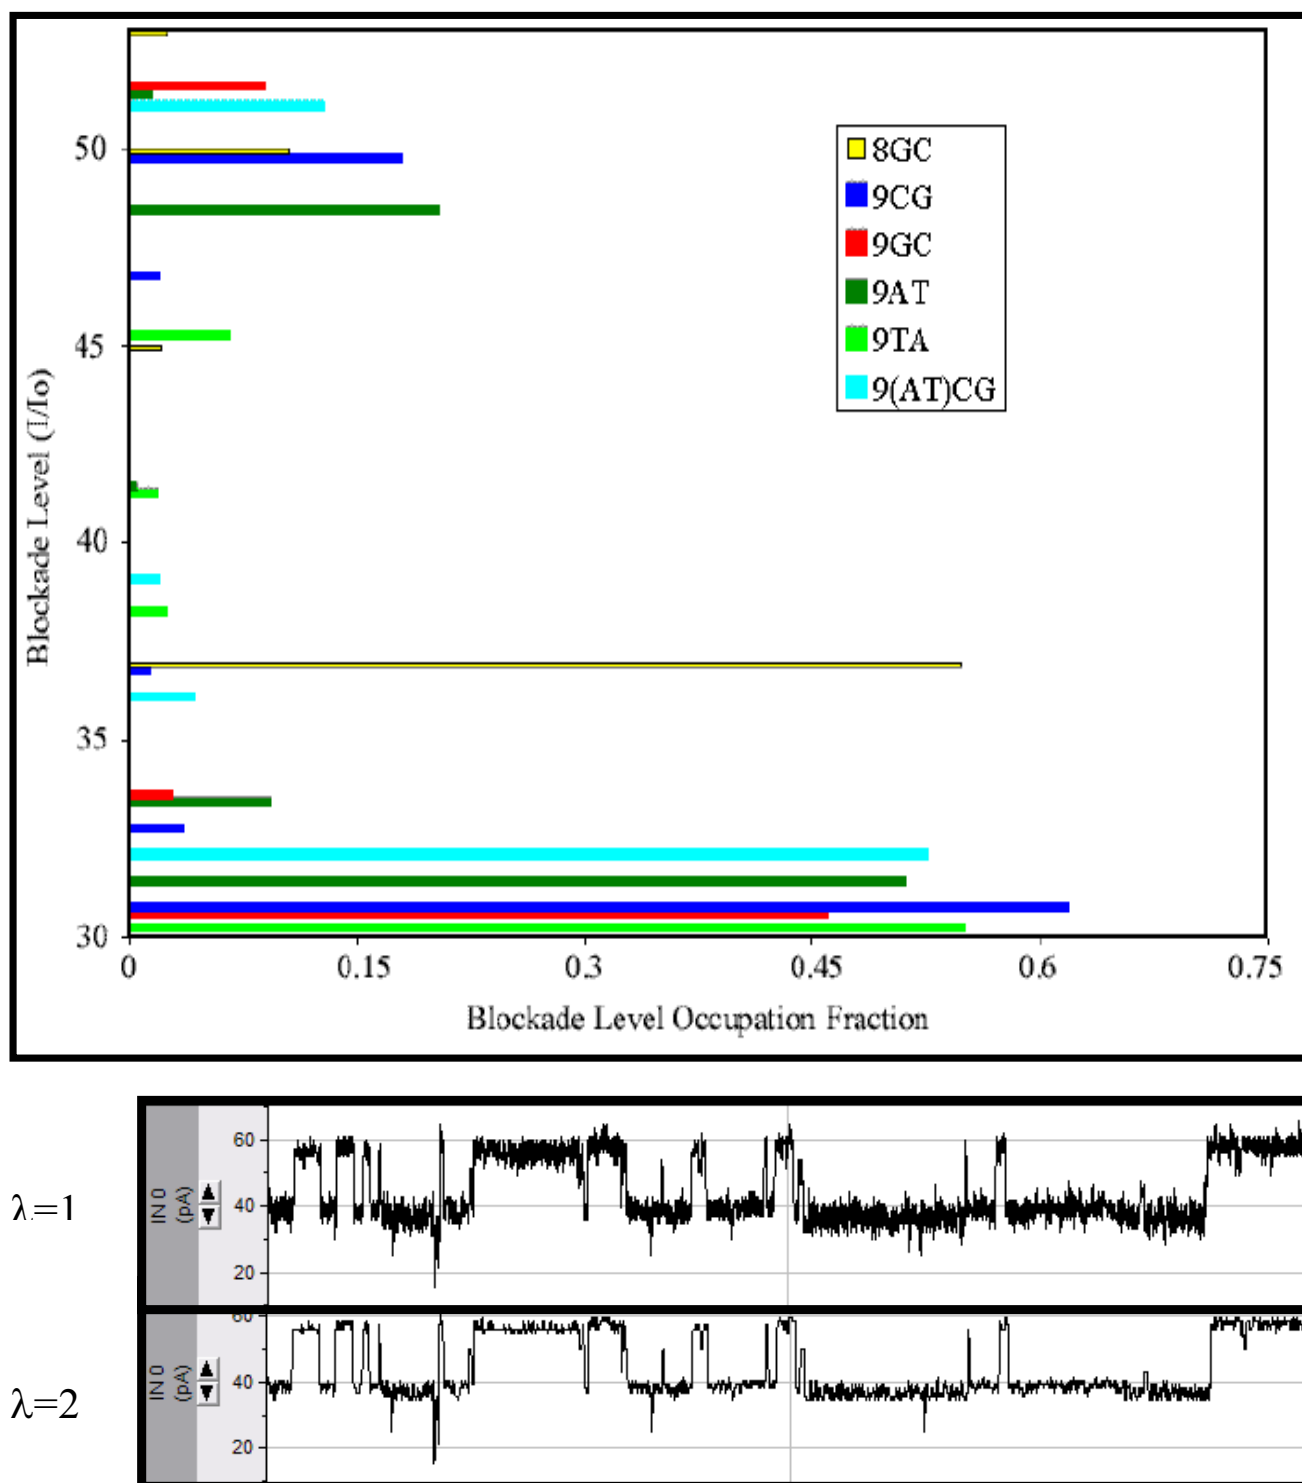 50
45
40
35
30
Blockade Level (I/Io)
8GC
9CG
9GC
9AT
9TA
9(AT)CG
0 0.15 0.3 0.45 0.6 0.75
Blockade Level Occupation Fraction
λ=1
IN 0
(pA)
60
40
20
λ=2
IN 0
(pA)
60
40
20